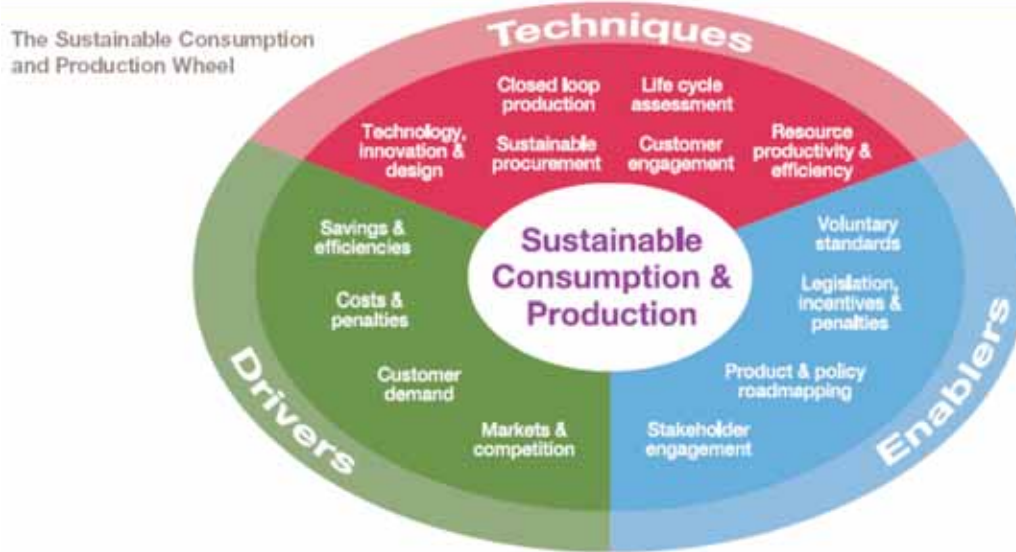 The Sustainable Consumption
and Production Wheel
Techniques
Closed loop
production
Life cycle
assessment
Technology,
innovation &
design
Sustainable
procurement
Customer
engagement
Resource
productivity &
efficiency
Savings &
efficiencies
Costs &
penalties
Customer
demand
Markets &
competition
Drivers
Sustainable
Consumption &
Production
Voluntary
standards
Legislation,
incentives &
penalties
Product & policy
roadmapping
Stakeholder
engagement
Enablers